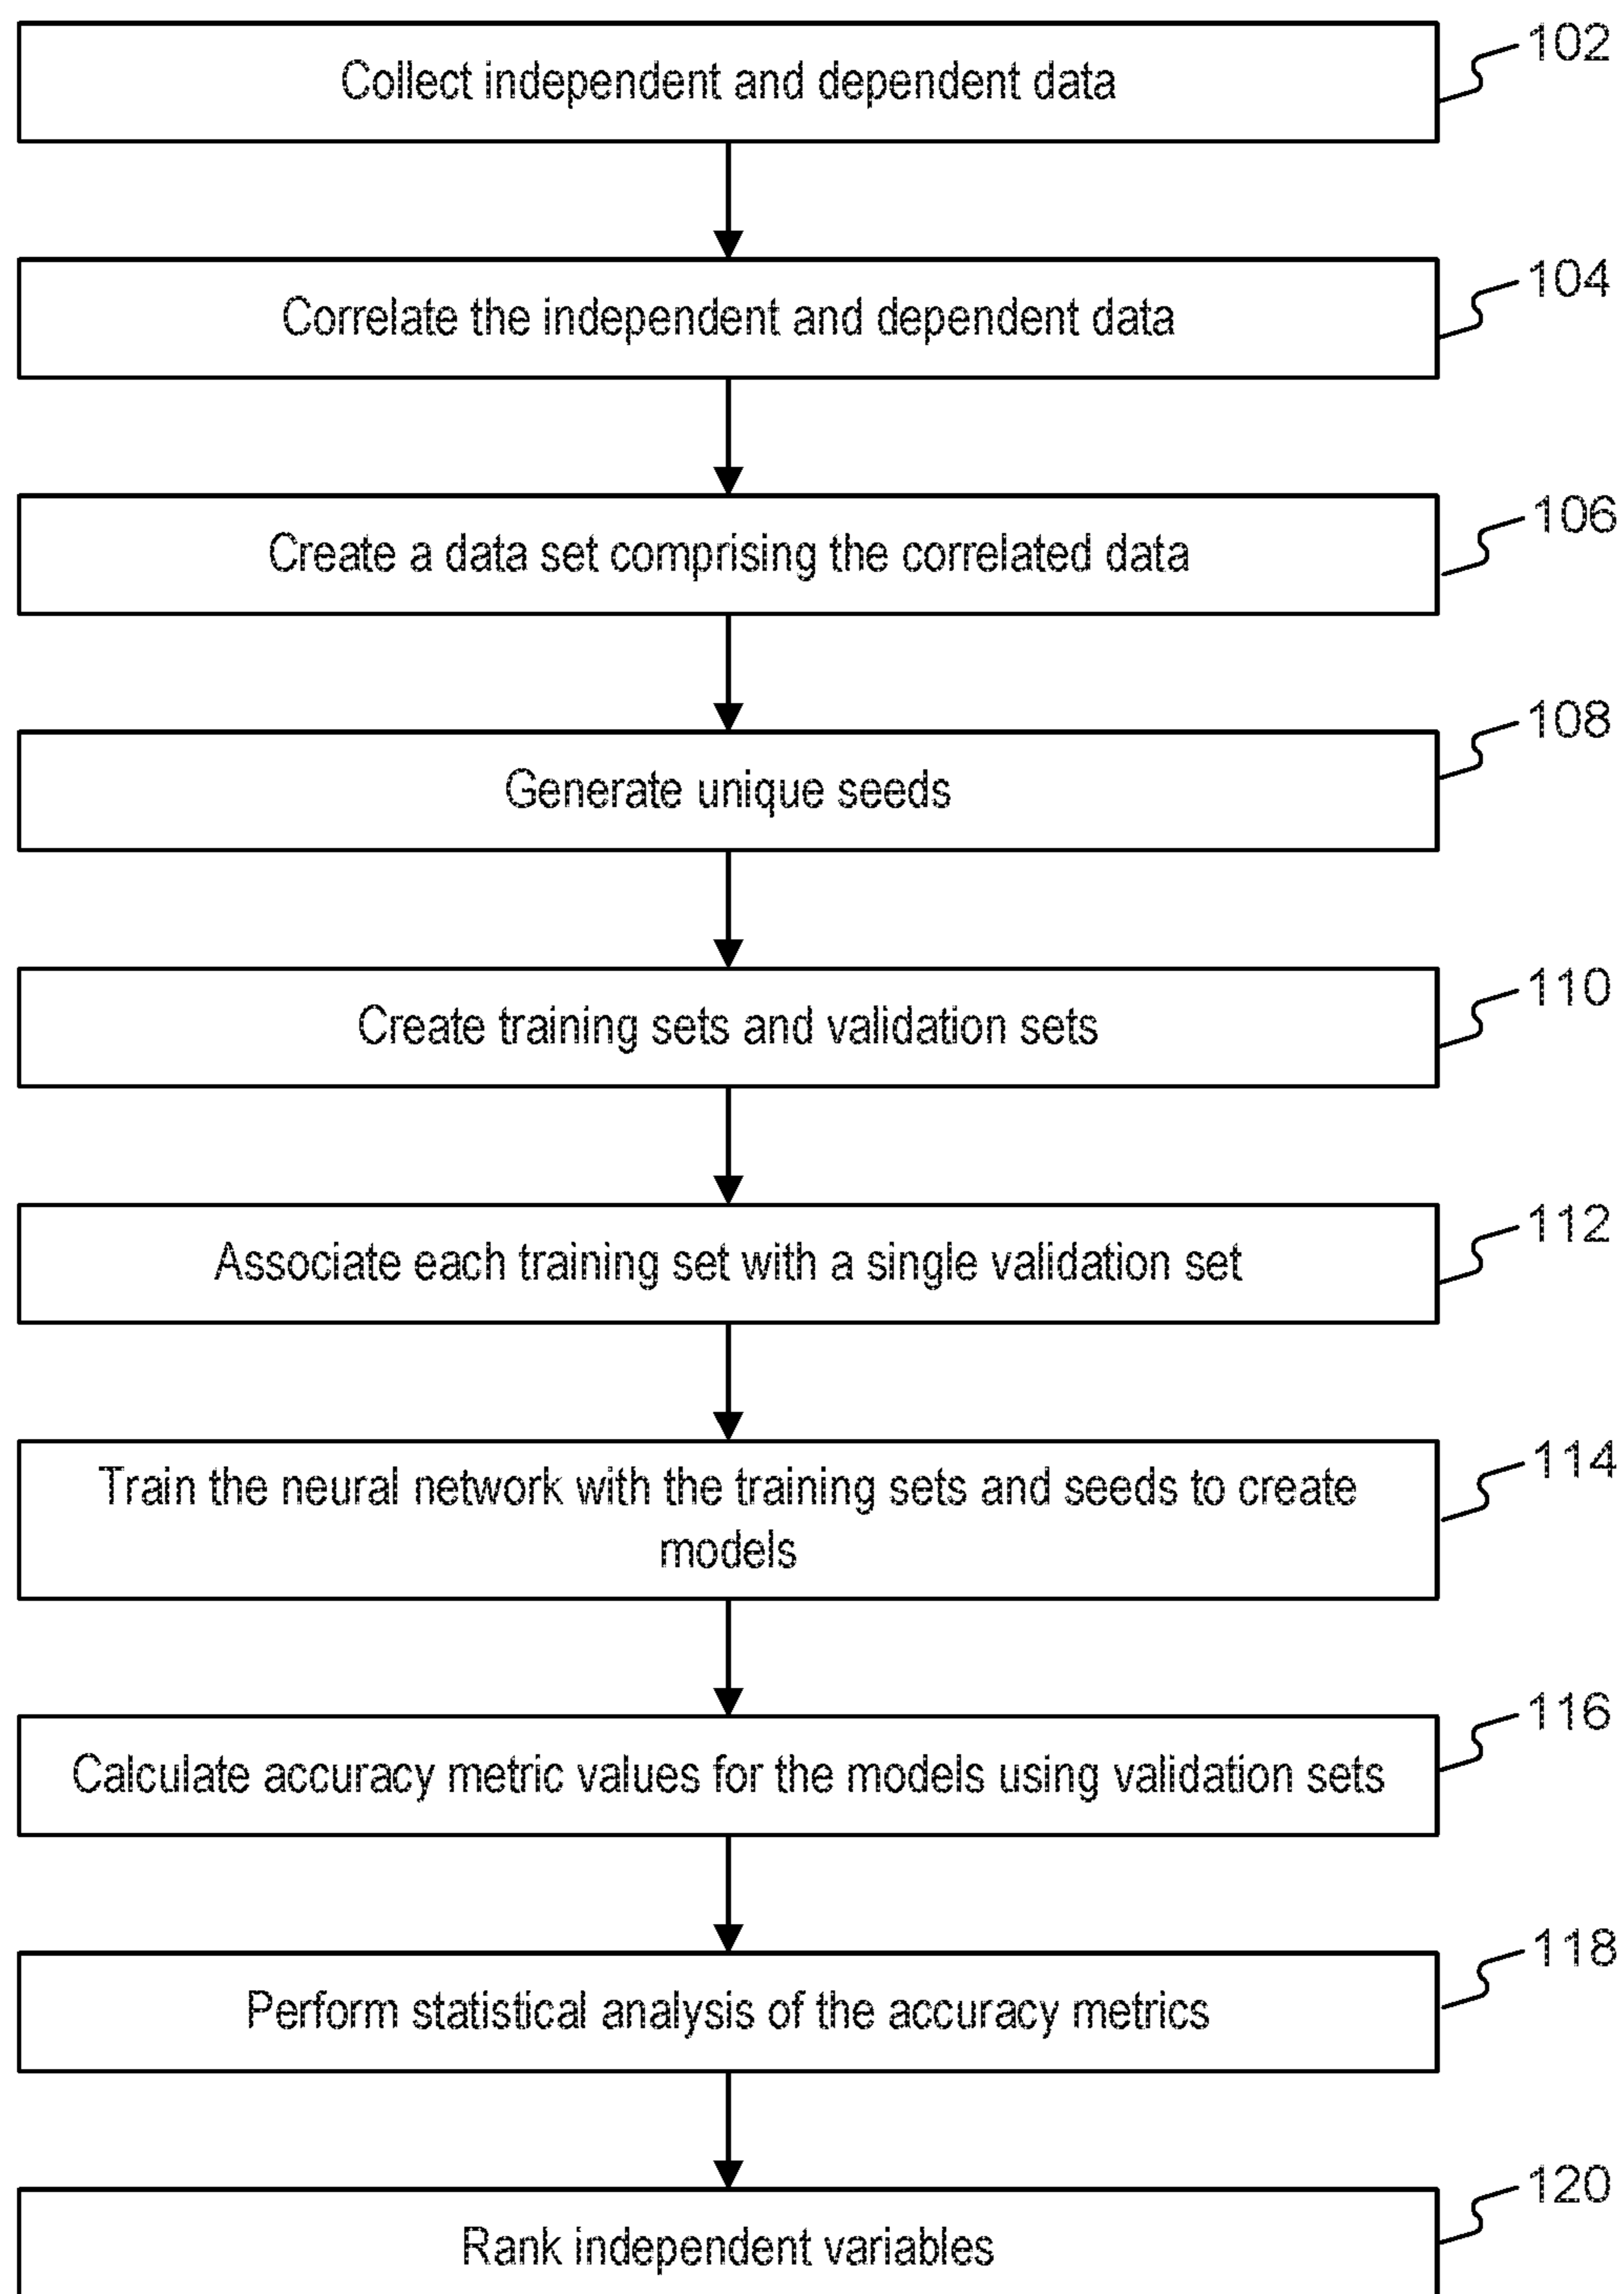 Collect independent and dependent data
102
Correlate the independent and dependent data
104
Create a data set comprising the correlated data
106
Generate unique seeds
108
Create training sets and validation sets
110
Associate each training set with a single validation set
112
Train the neural network with the training sets and seeds to create
models
114
Calculate accuracy metric values for the models using validation sets
116
Perform statistical analysis of the accuracy metrics
118
Rank independent variables
120